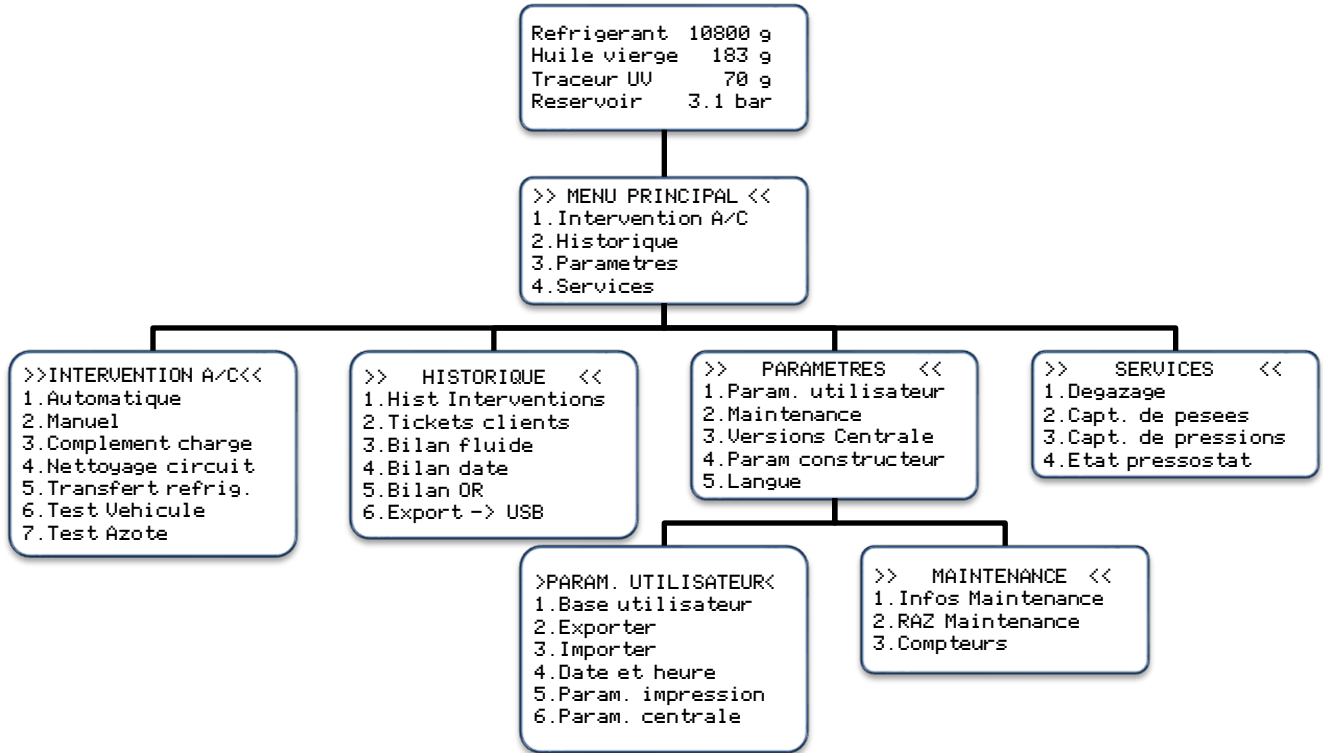 Refrigerant 10800 g
Huile vierge 183 g
Traceur UV 70 g
Reservoir 3.1 bar
>> MENU PRINCIPAL <<
1.Intervention A/C
2.Historique
3.Parametres
4.Services
>>INTERVENTION A/C<<
1.Automatique
2.Manuel
3.Complement charge
4.Nettoyage circuit
5.Transfert refrig.
6.Test Vehicule
7.Test Azote
>> HISTORIQUE <<
1.Hist Interventions
2.Tickets clients
3.Bilan fluide
4.Bilan date
5.Bilan OR
6.Export -> USB
>> PARAMETRES <<
1.Param. utilisateur
2.Maintenance
3.Versions Centrale
4.Param constructeur
5.Langue
>> SERVICES <<
1.Degazage
2.Capt. de pesees
3.Capt. de pressions
4.Etat pressostat
>PARAM. UTILISATEUR<
1.Base utilisateur
2.Exporter
3.Importer
4.Date et heure
5.Param. impression
6.Param. centrale
>> MAINTENANCE <<
1.Infos Maintenance
2.RAZ Maintenance
3.Compteurs